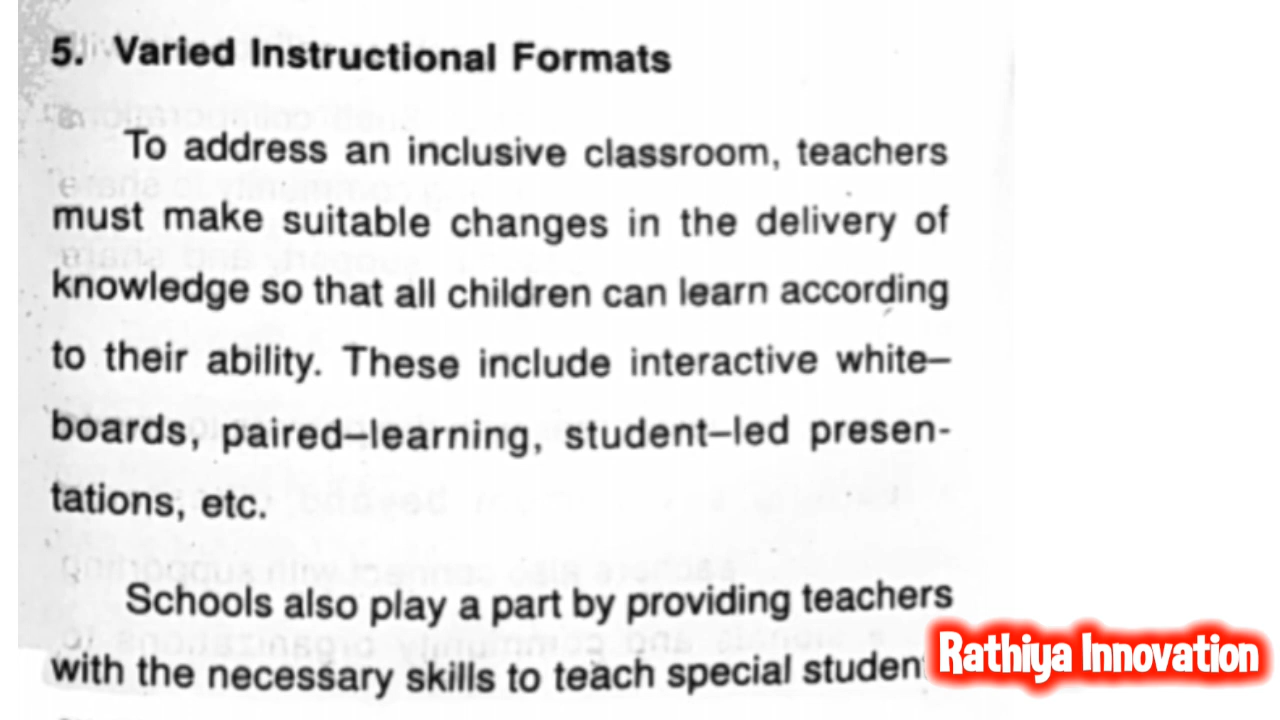 5. Varied Instructional Formats
To address an inclusive classroom, teachers
must make suitable changes in the delivery of
knowledge so that all children can learn according
to their ability. These include interactive white–
boards, paired–learning, student–led presen-
tations, etc.
Schools also play a part by providing teachers
with the necessary skills to teach special student
Rathiya Innovation